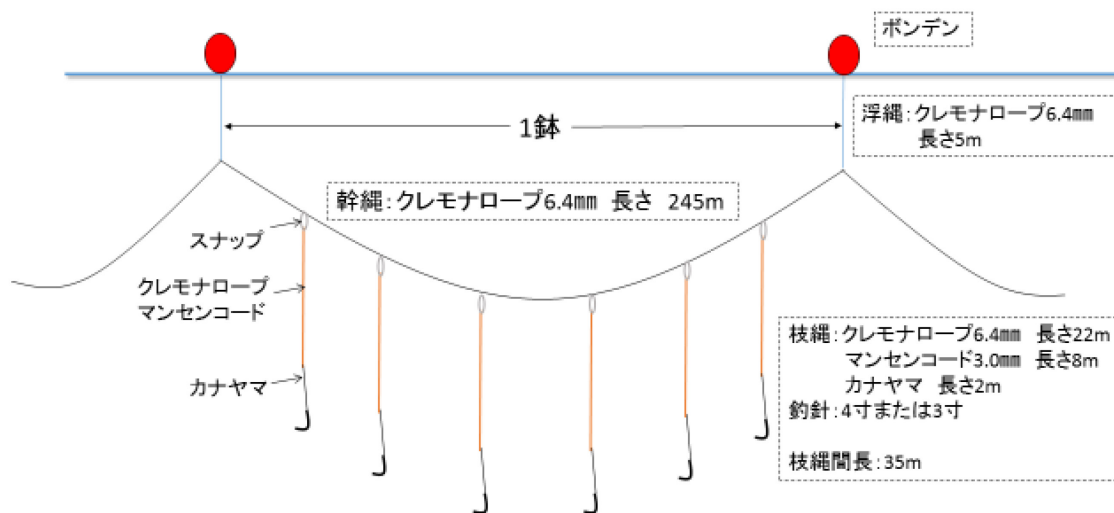 ボンデン
浮縄：クレモナロープ6.4㎜
長さ5m
1鉢
幹縄：クレモナロープ6.4㎜ 長さ 245m
スナップ
クレモナロープ
マンセンコード
カナヤマ
枝縄：クレモナロープ6.4㎜ 長さ22m
マンセンコード3.0㎜ 長さ8m
カナヤマ 長さ2m
釣針：4寸または3寸
枝縄間長：35m